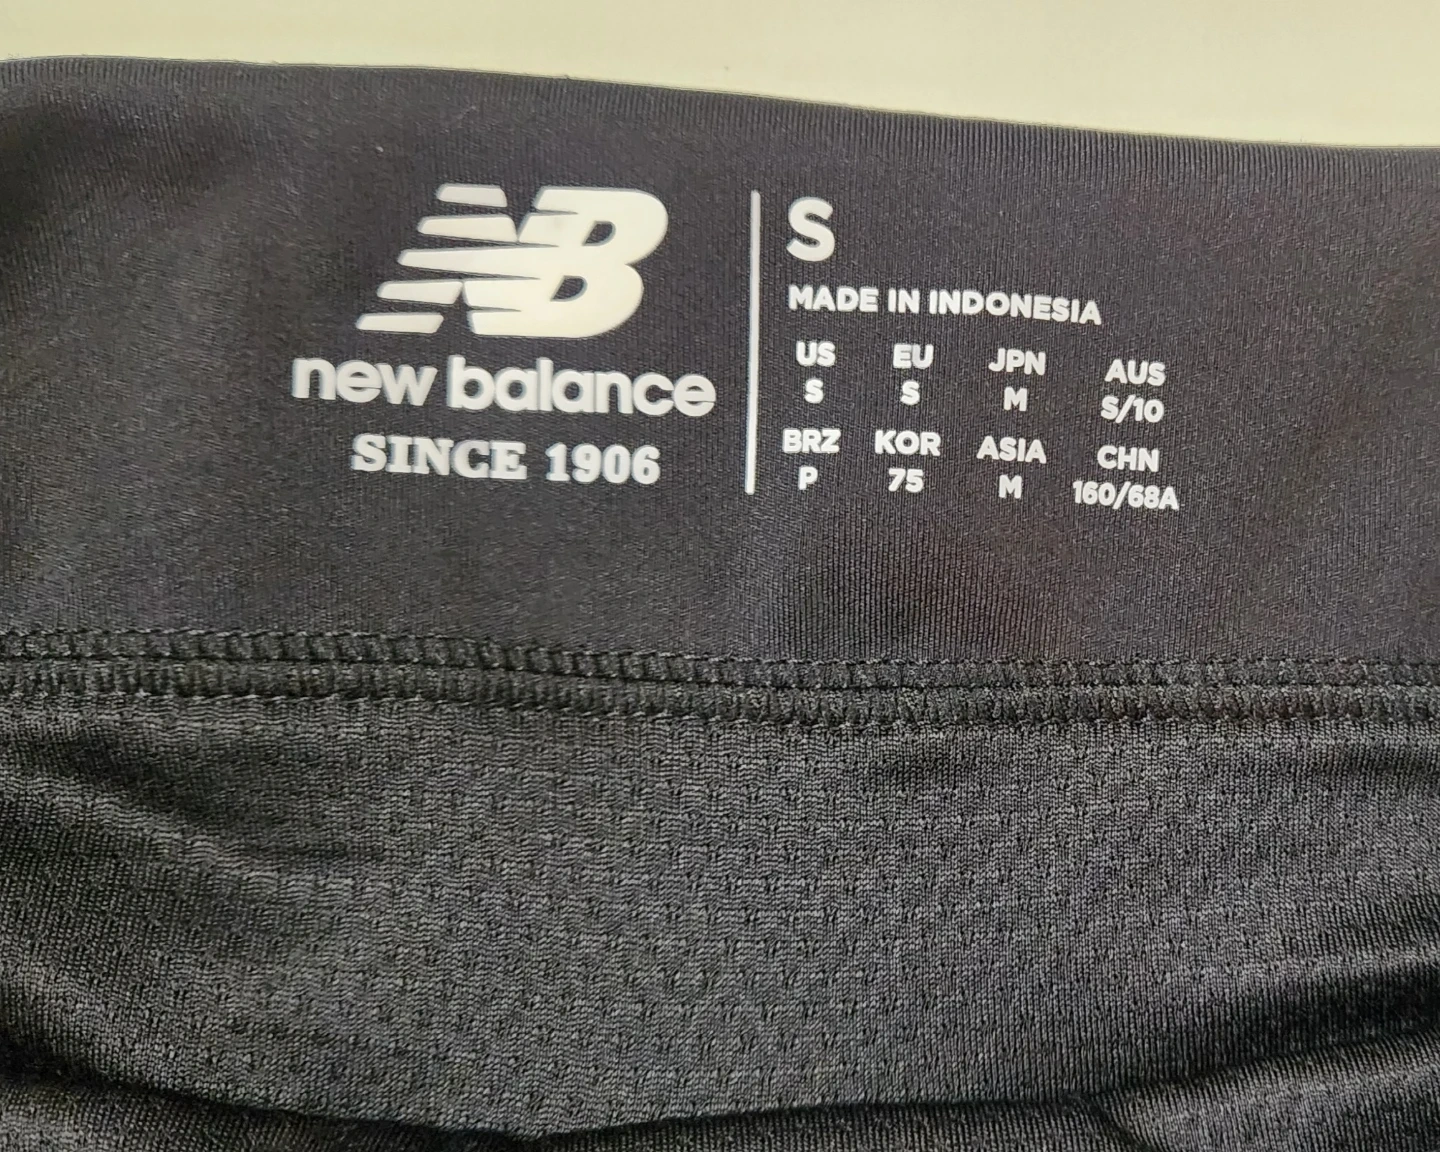 NB
new balance
SINCE 1906
S
MADE IN INDONESIA
US EU JPN AUS
S S M S/10
BRZ KOR ASIA CHN
P 75 M 160/68A